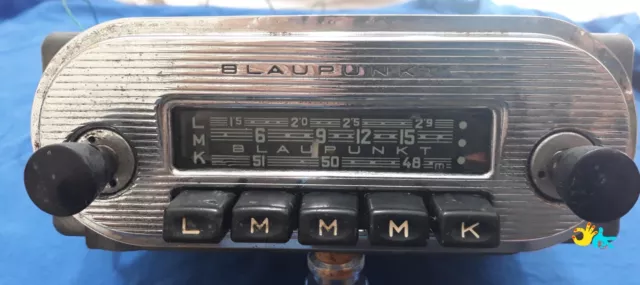 BLAUPUNKT
L 15 20 25 29
M 6 9 12 15
BLAUPUNKT
K 51 50 48 m
L M M M K